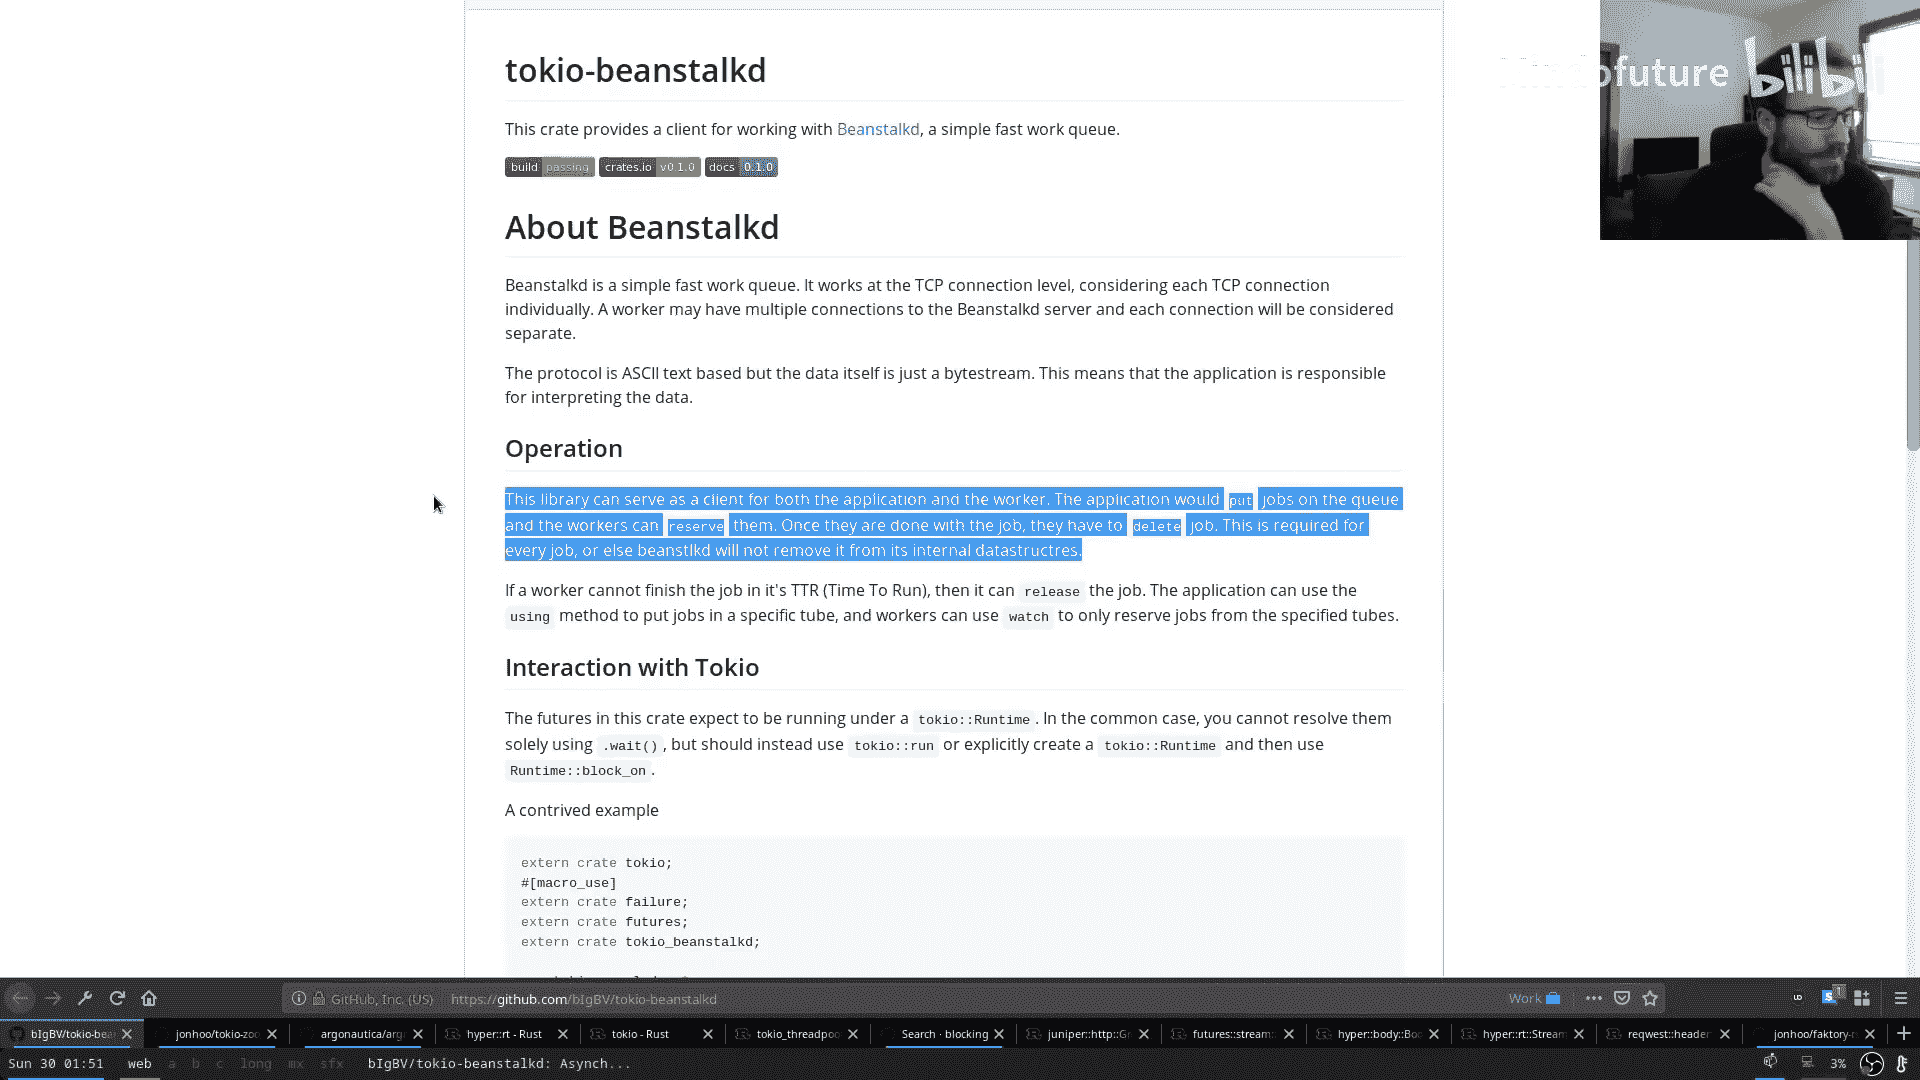 tokio-beanstalkd
This crate provides a client for working with Beanstalkd, a simple fast work queue.
build passing crates.io v0.1.0 docs 0.1.0
About Beanstalkd
Beanstalkd is a simple fast work queue. It works at the TCP connection level, considering each TCP connection
individually. A worker may have multiple connections to the Beanstalkd server and each connection will be considered
separate.
The protocol is ASCII text based but the data itself is just a bytestream. This means that the application is responsible
for interpreting the data.
Operation
This library can serve as a client for both the application and the worker. The application would put jobs on the queue
and the workers can reserve them. Once they are done with the job, they have to delete job. This is required for
every job, or else beanstlkd will not remove it from its internal datastructres.
If a worker cannot finish the job in it's TTR (Time To Run), then it can release the job. The application can use the
using method to put jobs in a specific tube, and workers can use watch to only reserve jobs from the specified tubes.
Interaction with Tokio
The futures in this crate expect to be running under a tokio::Runtime. In the common case, you cannot resolve them
solely using .wait(), but should instead use tokio::run or explicitly create a tokio::Runtime and then use
Runtime::block_on.
A contrived example
extern crate tokio;
#[macro_use]
extern crate failure;
extern crate futures;
extern crate tokio_beanstalkd;
ofuture bilibili
GitHub, Inc. (US) https://github.com/bIgBV/tokio-beanstalkd Work
bIgBV/tokio-bea jonhoo/tokio-zoo argonautica/arg hyper::rt - Rust tokio - Rust tokio_threadpoo Search · blocking juniper::http::Gr futures::stream: hyper::body::Bo hyper::rt::Stream reqwest::header jonhoo/faktory-r
Sun 30 01:51 web a b c long mx sfx bIgBV/tokio-beanstalkd: Asynch... 3%